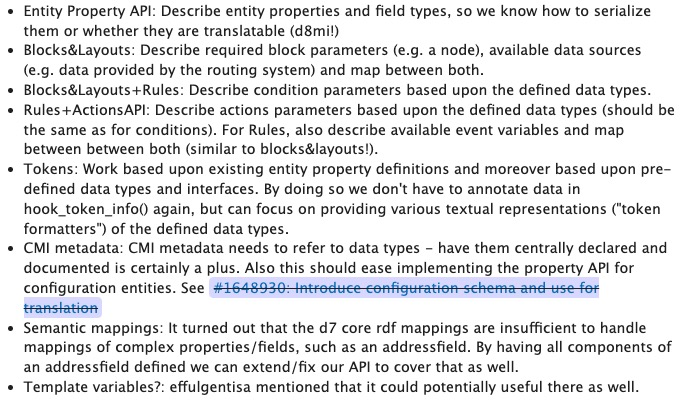 • Entity Property API: Describe entity properties and field types, so we know how to serialize
them or whether they are translatable (d8mi!)
• Blocks&Layouts: Describe required block parameters (e.g. a node), available data sources
(e.g. data provided by the routing system) and map between both.
• Blocks&Layouts+Rules: Describe condition parameters based upon the defined data types.
• Rules+ActionsAPI: Describe actions parameters based upon the defined data types (should be
the same as for conditions). For Rules, also describe available event variables and map
between between both (similar to blocks&layouts!).
• Tokens: Work based upon existing entity property definitions and moreover based upon pre-
defined data types and interfaces. By doing so we don't have to annotate data in
hook_token_info() again, but can focus on providing various textual representations ("token
formatters") of the defined data types.
• CMI metadata: CMI metadata needs to refer to data types - have them centrally declared and
documented is certainly a plus. Also this should ease implementing the property API for
configuration entities. See #1648930: Introduce configuration schema and use for
translation
• Semantic mappings: It turned out that the d7 core rdf mappings are insufficient to handle
mappings of complex properties/fields, such as an addressfield. By having all components of
an addressfield defined we can extend/fix our API to cover that as well.
• Template variables?: effulgentisa mentioned that it could potentially useful there as well.